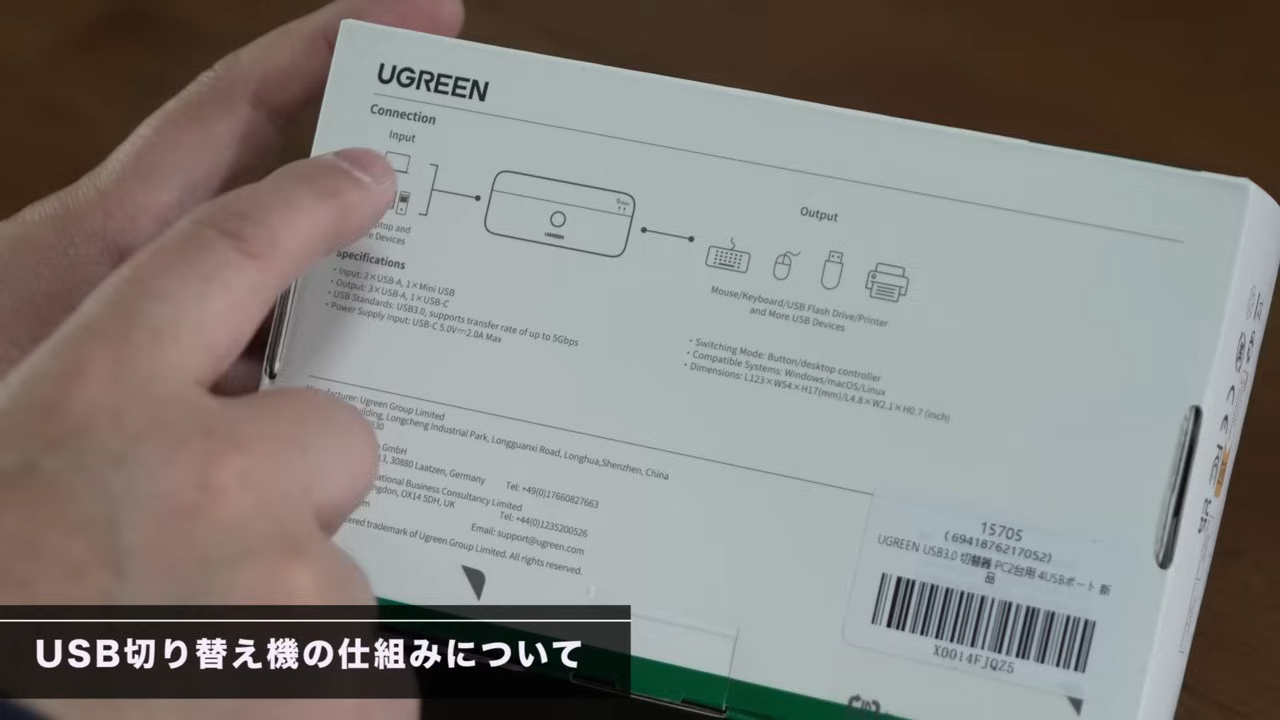 UGREEN
Connection
Input
Laptop and
More Devices
5Gbps
UGREEN
Output
Mouse/Keyboard/USB Flash Drive/Printer
and More USB Devices
Specifications
• Input: 2×USB-A, 1×Mini USB
• Output: 3×USB-A, 1×USB-C
• USB Standards: USB3.0, supports transfer rate of up to 5Gbps
• Power Supply Input: USB-C 5.0V⎓2.0A Max
• Switching Mode: Button/desktop controller
• Compatible Systems: Windows/macOS/Linux
• Dimensions: L123×W54×H17(mm)/L4.8×W2.1×H0.7 (inch)
Manufacturer: Ugreen Group Limited
Building, Longcheng Industrial Park, Longguanxi Road, Longhua,Shenzhen, China
GmbH
13, 30880 Laatzen, Germany Tel: +49(0)17660827663
Business Consultancy Limited
OX14 5DH, UK Tel: +44(0)1235200526
Email: support@ugreen.com
trademark of Ugreen Group Limited. All rights reserved.
15705
(6941876217052)
UGREEN USB3.0 切替器 PC2台用 4USBポート 新
品
X0014FJQZ5
USB切り替え機の仕組みについて